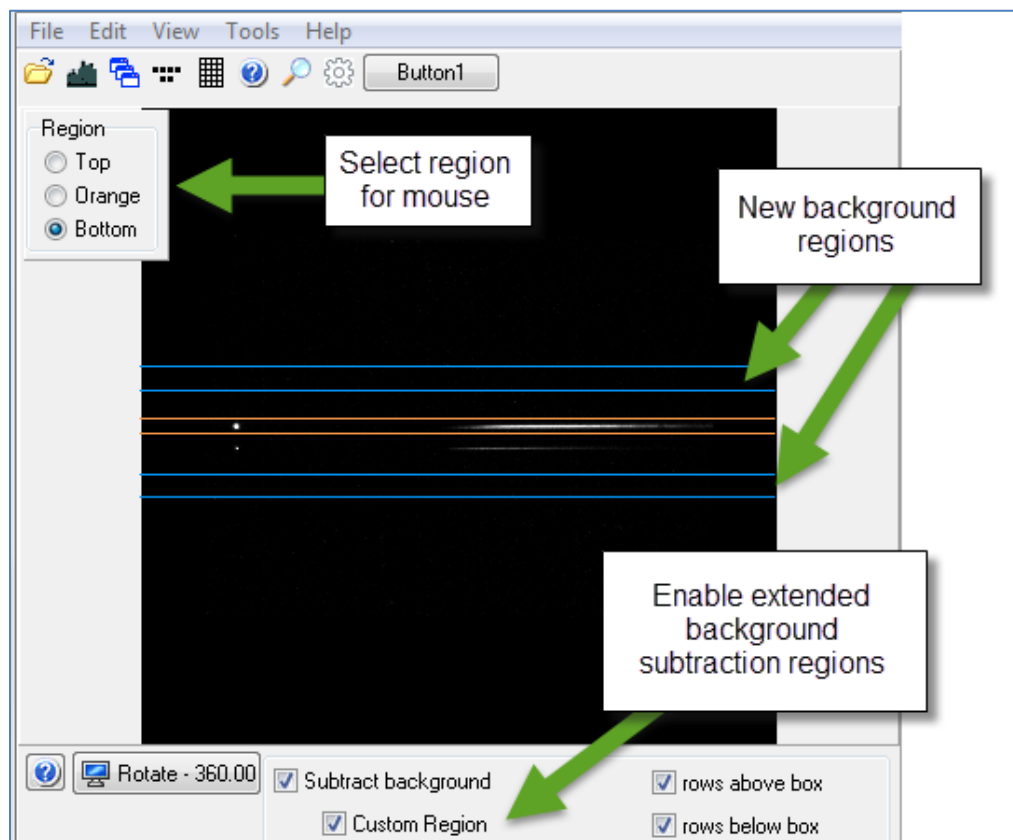 File Edit View Tools Help
Button1
Region
Top
Orange
Bottom
Select region
for mouse
New background
regions
Enable extended
background
subtraction regions
Rotate - 360.00
Subtract background
rows above box
Custom Region
rows below box